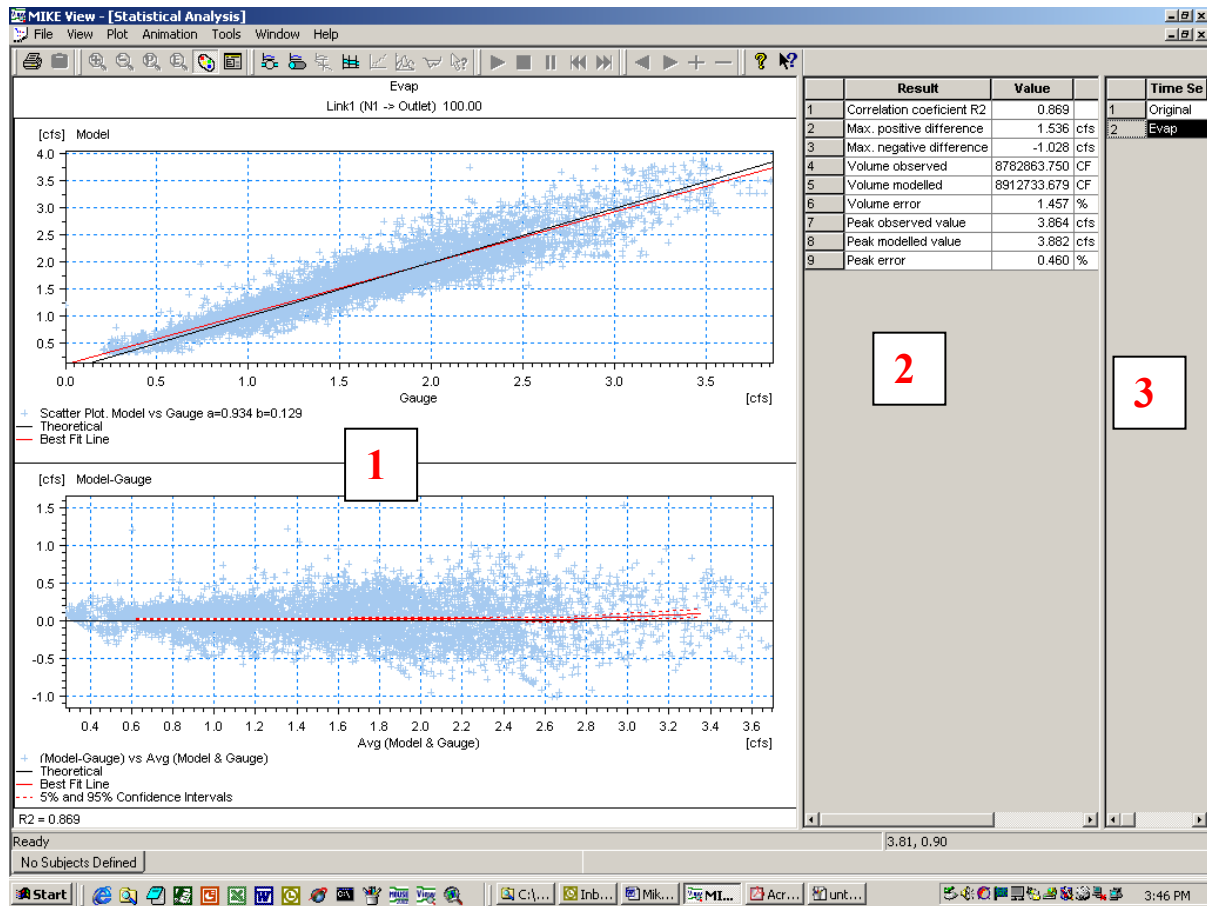 MIKE View - [Statistical Analysis]
File View Plot Animation Tools Window Help
Evap
Link1 (N1 -> Outlet) 100.00
[cfs] Model
4.0
3.5
3.0
2.5
2.0
1.5
1.0
0.5
0.0 0.5 1.0 1.5 2.0 2.5 3.0 3.5
Gauge [cfs]
Scatter Plot. Model vs Gauge a=0.934 b=0.129
Theoretical
Best Fit Line
1
[cfs] Model-Gauge
1.5
1.0
0.5
0.0
-0.5
-1.0
0.4 0.6 0.8 1.0 1.2 1.4 1.6 1.8 2.0 2.2 2.4 2.6 2.8 3.0 3.2 3.4 3.6
Avg (Model & Gauge) [cfs]
(Model-Gauge) vs Avg (Model & Gauge)
Theoretical
Best Fit Line
5% and 95% Confidence Intervals
R2 = 0.869
Result Value
1 Correlation coeficient R2 0.869
2 Max. positive difference 1.536 cfs
3 Max. negative difference -1.028 cfs
4 Volume observed 8782863.750 CF
5 Volume modelled 8912733.679 CF
6 Volume error 1.457 %
7 Peak observed value 3.864 cfs
8 Peak modelled value 3.882 cfs
9 Peak error 0.460 %
2
Time Se
1 Original
2 Evap
3
Ready 3.81, 0.90
No Subjects Defined
Start C:\... Inb... Mik... MI... Acr... unt... 3:46 PM